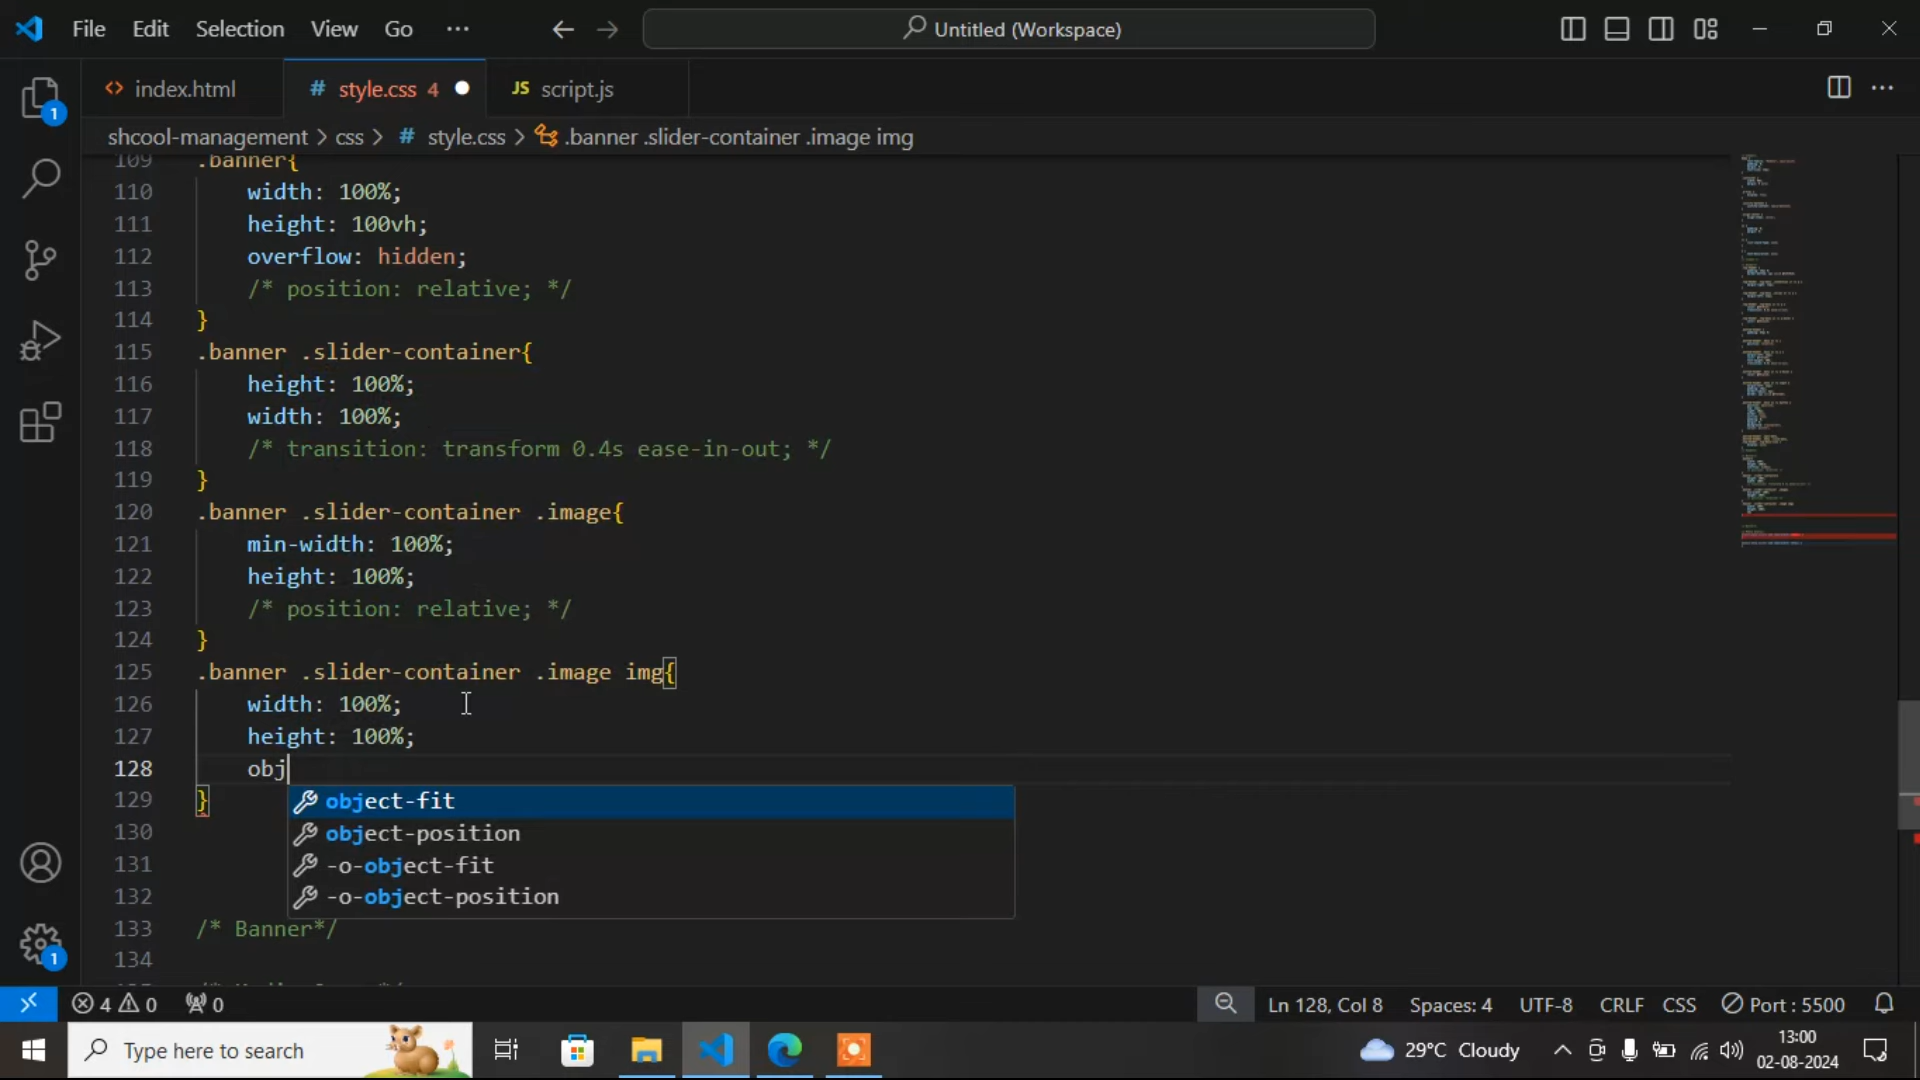 File Edit Selection View Go ··· Untitled (Workspace)
index.html # style.css 4 JS script.js
shcool-management > css > # style.css > .banner .slider-container .image img
109 .banner{
110 width: 100%;
111 height: 100vh;
112 overflow: hidden;
113 /* position: relative; */
114 }
115 .banner .slider-container{
116 height: 100%;
117 width: 100%;
118 /* transition: transform 0.4s ease-in-out; */
119 }
120 .banner .slider-container .image{
121 min-width: 100%;
122 height: 100%;
123 /* position: relative; */
124 }
125 .banner .slider-container .image img{
126 width: 100%;
127 height: 100%;
128 obj
129 }
object-fit
130
object-position
131
-o-object-fit
132
-o-object-position
133 /* Banner*/
134
1
1
4 0 0 Ln 128, Col 8 Spaces: 4 UTF-8 CRLF CSS Port : 5500
Type here to search 29°C Cloudy 13:00
02-08-2024